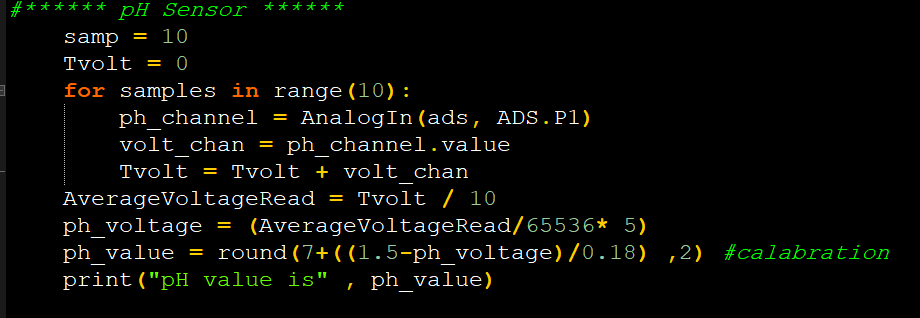 #****** pH Sensor ******
samp = 10
Tvolt = 0
for samples in range(10):
ph_channel = AnalogIn(ads, ADS.P1)
volt_chan = ph_channel.value
Tvolt = Tvolt + volt_chan
AverageVoltageRead = Tvolt / 10
ph_voltage = (AverageVoltageRead/65536* 5)
ph_value = round(7+((1.5-ph_voltage)/0.18) ,2) #calabration
print("pH value is" , ph_value)